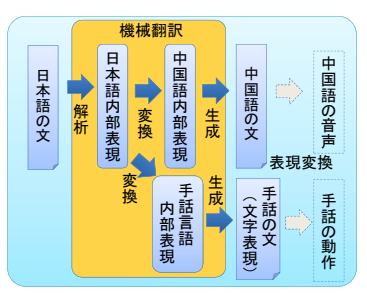 機械翻訳
日本語の文
解析
日本語内部表現
変換
中国語内部表現
生成
中国語の文
中国語の音声
表現変換
変換
手話言語
内部表現
生成
手話の文
（文字表現）
手話の動作